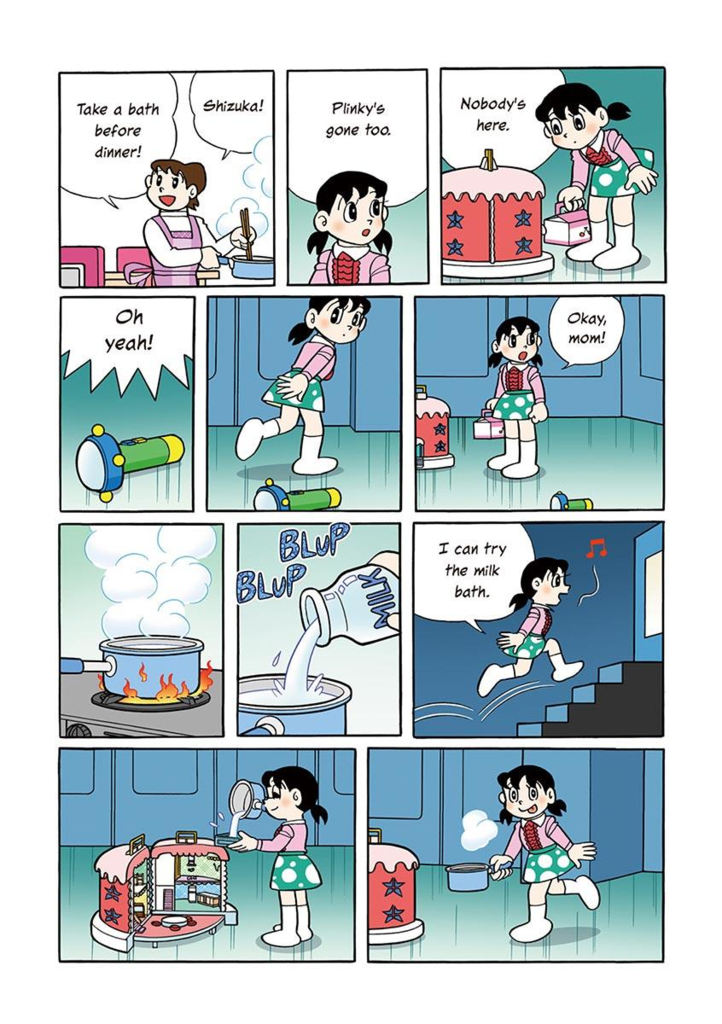 Nobody's
here.
Plinky's
gone too.
Shizuka!
Take a bath
before
dinner!
Okay,
mom!
Oh
yeah!
I can try
the milk
bath.
BLUP
BLUP
MILK